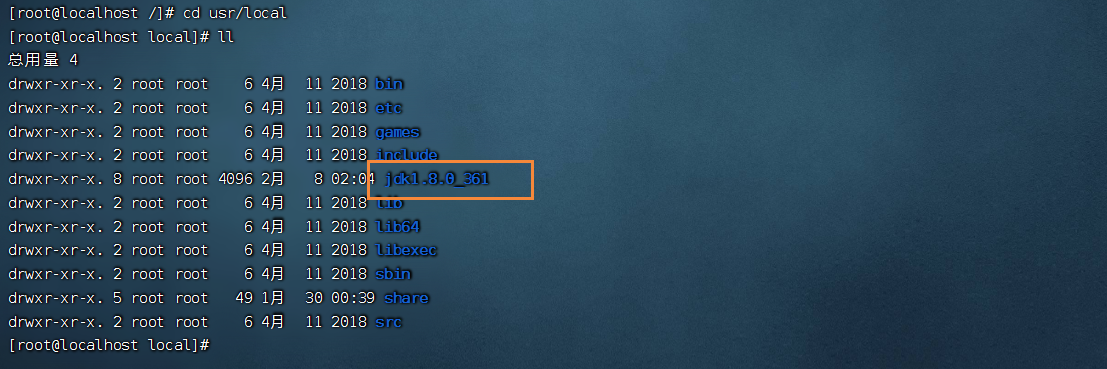 [root@localhost /]# cd usr/local
[root@localhost local]# ll
总用量 4
drwxr-xr-x. 2 root root    6 4月  11 2018 bin
drwxr-xr-x. 2 root root    6 4月  11 2018 etc
drwxr-xr-x. 2 root root    6 4月  11 2018 games
drwxr-xr-x. 2 root root    6 4月  11 2018 include
drwxr-xr-x. 8 root root 4096 2月   8 02:04 jdk1.8.0_361
drwxr-xr-x. 2 root root    6 4月  11 2018 lib
drwxr-xr-x. 2 root root    6 4月  11 2018 lib64
drwxr-xr-x. 2 root root    6 4月  11 2018 libexec
drwxr-xr-x. 2 root root    6 4月  11 2018 sbin
drwxr-xr-x. 5 root root   49 1月  30 00:39 share
drwxr-xr-x. 2 root root    6 4月  11 2018 src
[root@localhost local]#